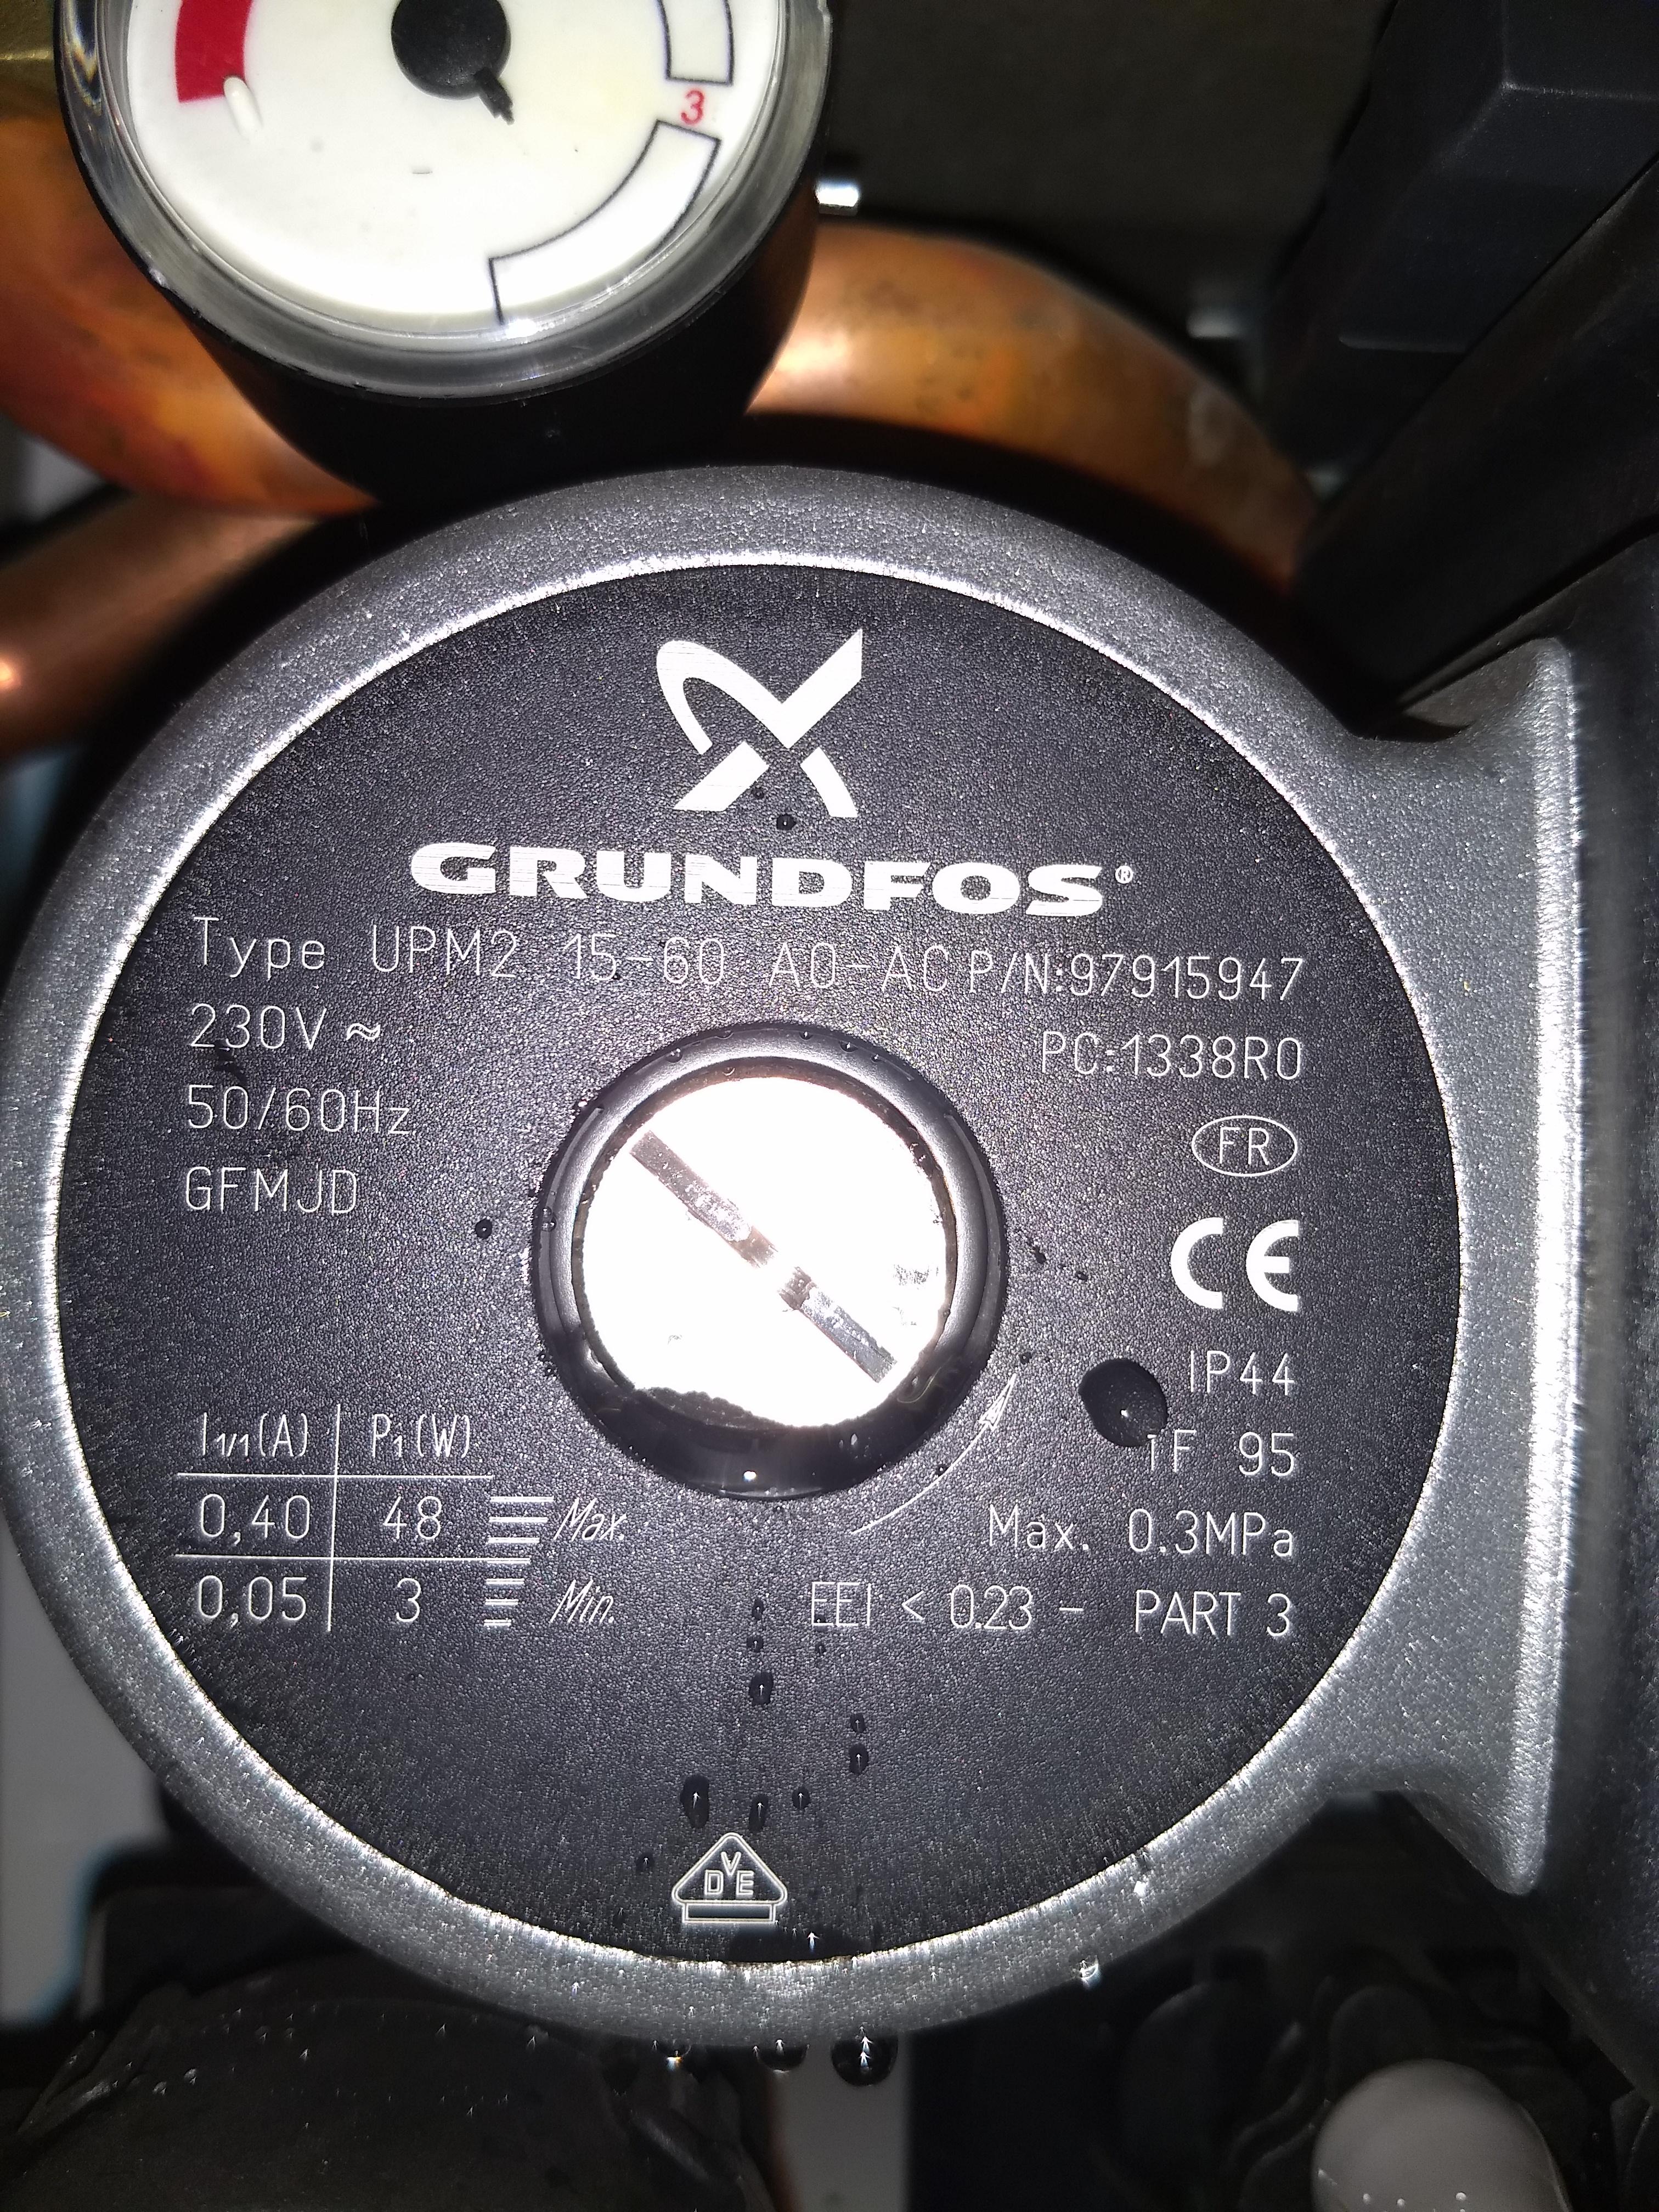 3
GRUNDFOS®
Type UPM2 15-60 AO-AC P/N:97915947
230V ≈ PC:1338R0
50/60Hz FR
GFMJD CE
IP44
TF 95
I1/1(A) P1(W)
0,40 48 Max. Max. 0.3MPa
0,05 3 Min. EEI < 0.23 - PART 3
VDE